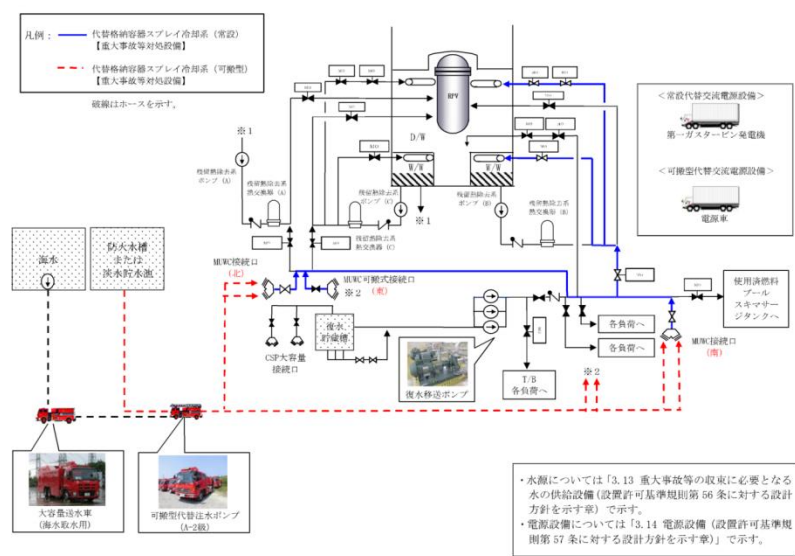 凡例：
代替格納容器スプレイ冷却系（常設）
【重大事故等対処設備】
代替格納容器スプレイ冷却系（可搬型）
【重大事故等対処設備】
破線はホースを示す。
RPV
D/W
W/W
W/W
※1
※1
残留熱除去系
ポンプ（A）
残留熱除去系
熱交換器（A）
残留熱除去系
ポンプ（C）
残留熱除去系
ポンプ（B）
残留熱除去系
熱交換器（B）
＜常設代替交流電源設備＞
第一ガスタービン発電機
＜可搬型代替交流電源設備＞
電源車
海水
防火水槽
または
淡水貯水池
MUWC接続口
（北）
MUWC可搬式接続口
※2（東）
CSP大容量
接続口
復水
貯蔵槽
復水移送ポンプ
T/B
各負荷へ
各負荷へ
各負荷へ
※2
MUWC接続口
（南）
使用済燃料
プール
スキマサー
ジタンクへ
大容量送水車
（海水取水用）
可搬型代替注水ポンプ
（A-2級）
・水源については「3.13 重大事故等の収束に必要となる
水の供給設備（設置許可基準規則第 56 条に対する設計
方針を示す章）で示す。
・電源設備については「3.14 電源設備（設置許可基準規
則第 57 条に対する設計方針を示す章）」で示す。